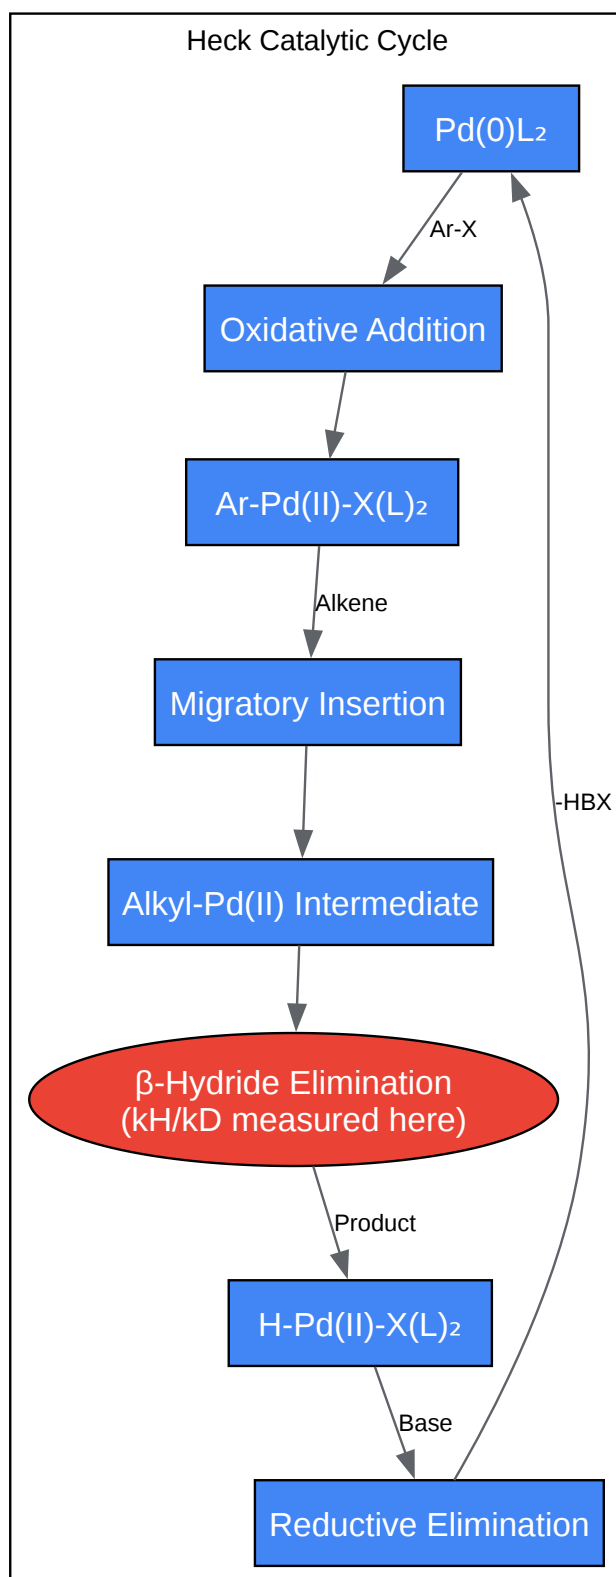 Heck Catalytic Cycle
Pd(0)L₂
Ar-X
Oxidative Addition
Ar-Pd(II)-X(L)₂
Alkene
Migratory Insertion
-HBX
Alkyl-Pd(II) Intermediate
β-Hydride Elimination
(kH/kD measured here)
Product
H-Pd(II)-X(L)₂
Base
Reductive Elimination